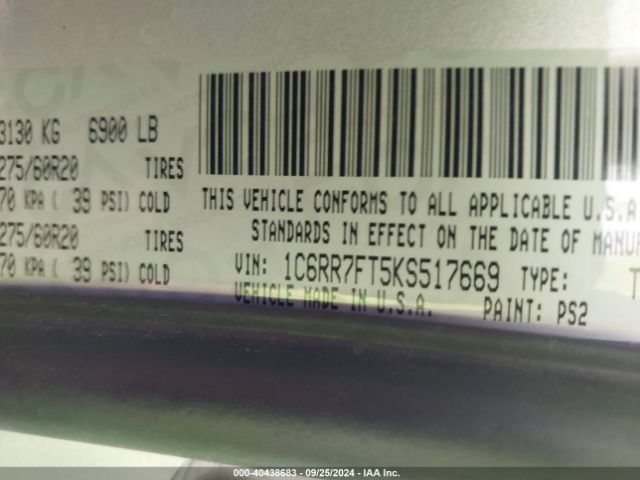 3130 KG 6900 LB
275/60R20 TIRES
70 KPA ( 39 PSI) COLD
275/60R20 TIRES
70 KPA ( 39 PSI) COLD
THIS VEHICLE CONFORMS TO ALL APPLICABLE U.S.A
STANDARDS IN EFFECT ON THE DATE OF MANUF
VIN: 1C6RR7FT5KS517669 TYPE: T
VEHICLE MADE IN U.S.A. PAINT: PS2
000-40438683 - 09/25/2024 - IAA Inc.